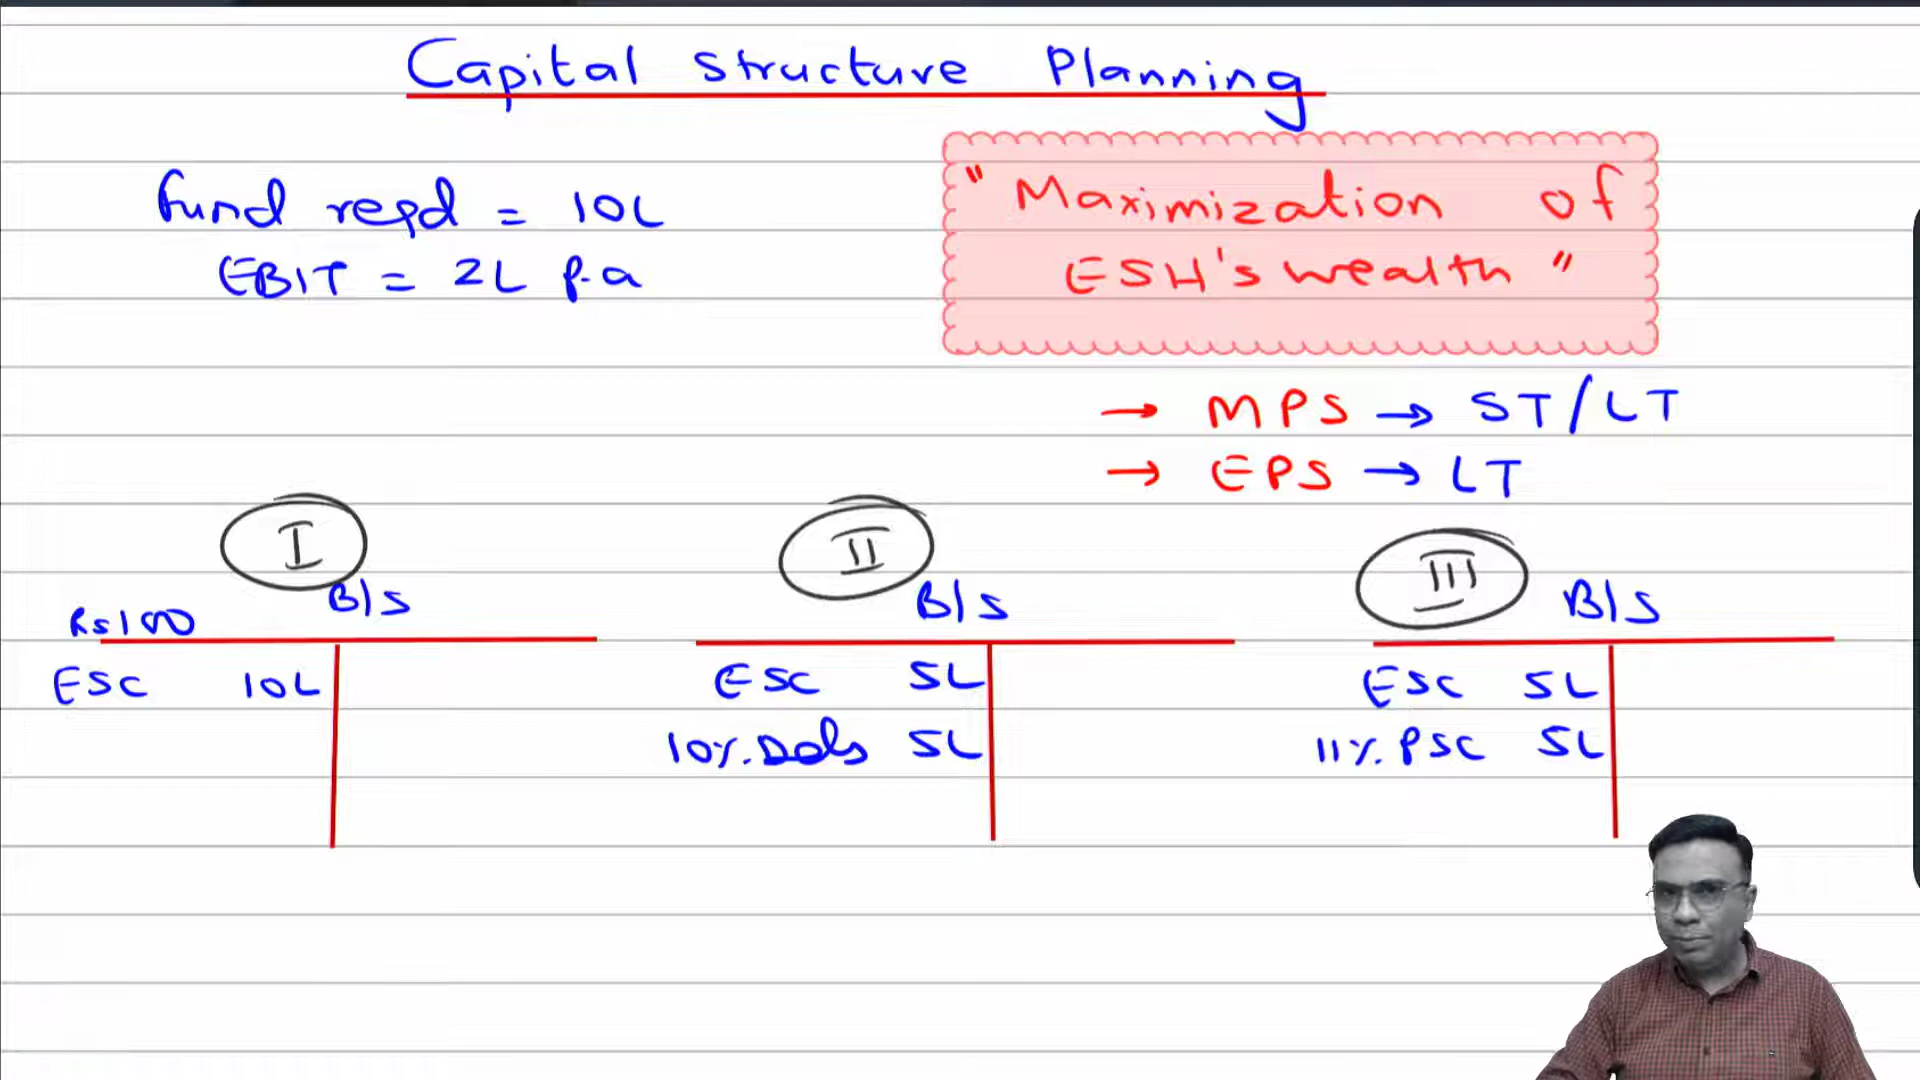 Capital Structure Planning
Fund reqd = 10L
EBIT = 2L p.a
" Maximization of
ESH's wealth "
→ MPS → ST/LT
→ EPS → LT
I
B/S
Rs100
ESC 10L
II
B/S
ESC 5L
10%. Debs 5L
III
B/S
ESC 5L
11%. PSC 5L